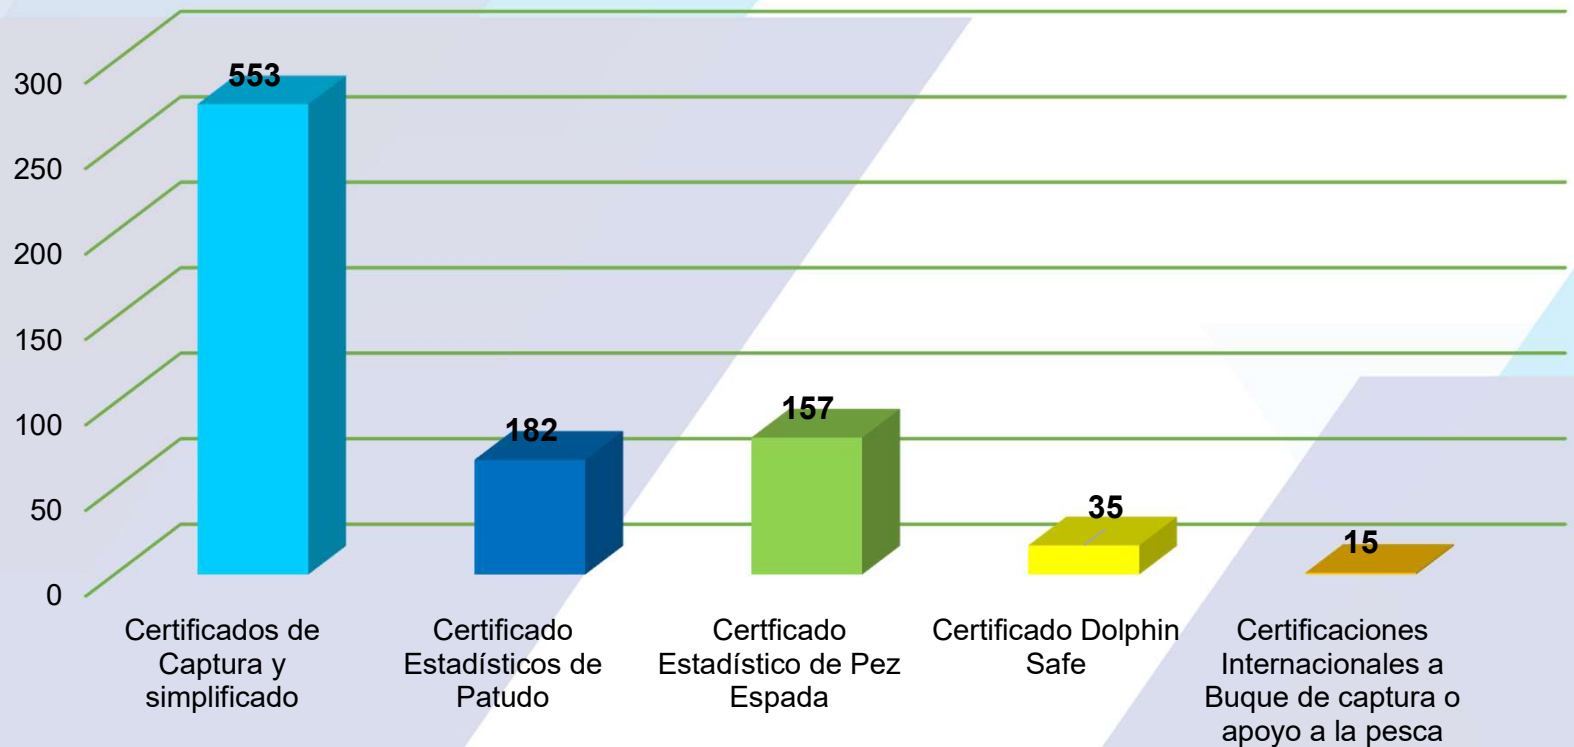 300
250
200
150
100
50
0
553
182
157
35
15
Certificados de
Captura y
simplificado
Certificado
Estadísticos de
Patudo
Certficado
Estadístico de Pez
Espada
Certificado Dolphin
Safe
Certificaciones
Internacionales a
Buque de captura o
apoyo a la pesca